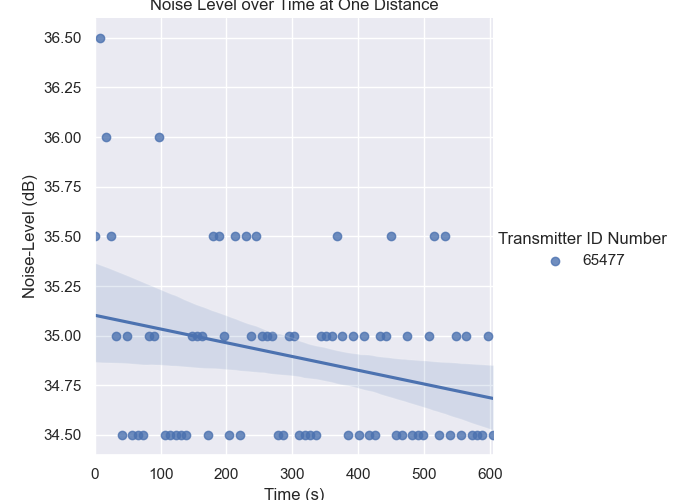 Noise Level over Time at One Distance
36.50
36.25
36.00
35.75
35.50
35.25
35.00
34.75
34.50
Noise-Level (dB)
0 100 200 300 400 500 600
Time (s)
Transmitter ID Number
65477